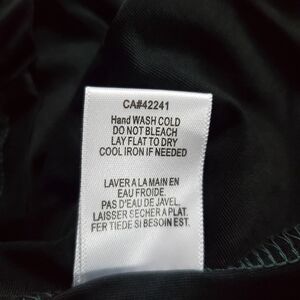 CA#42241
Hand WASH COLD
DO NOT BLEACH
LAY FLAT TO DRY
COOL IRON IF NEEDED
LAVER A LA MAIN EN
EAU FROIDE.
PAS D'EAU DE JAVEL.
LAISSER SECHER A PLAT.
FER TIEDE SI BESOIN EST.